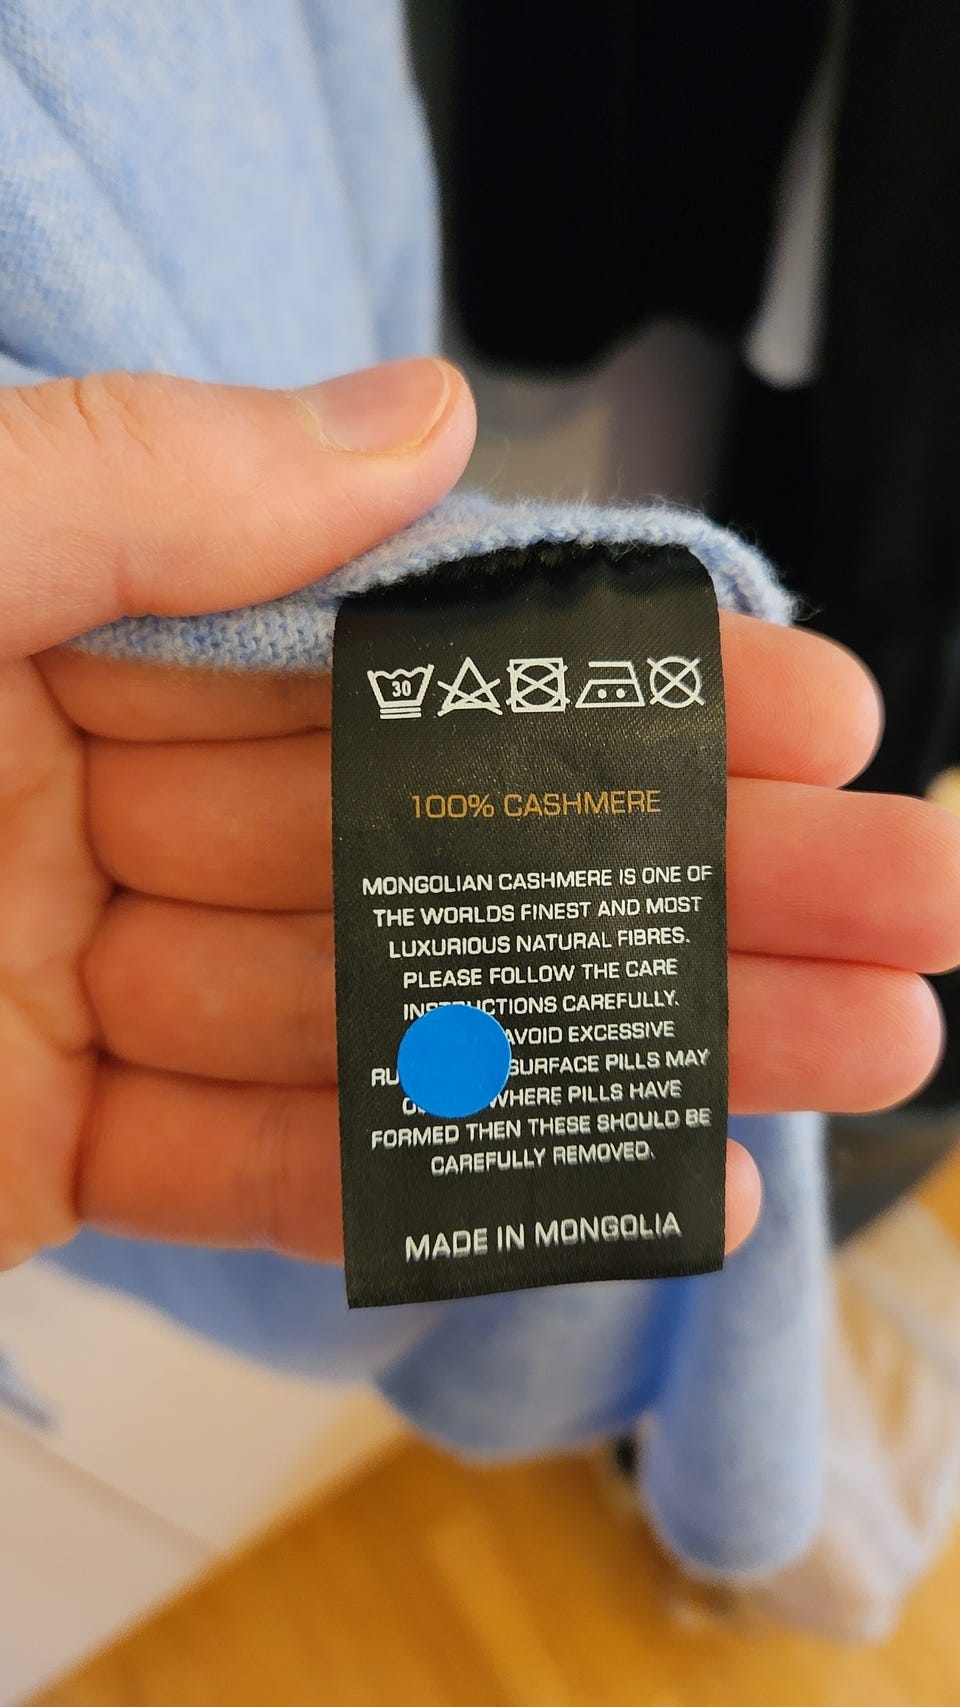 30
100% CASHMERE
MONGOLIAN CASHMERE IS ONE OF
THE WORLDS FINEST AND MOST
LUXURIOUS NATURAL FIBRES.
PLEASE FOLLOW THE CARE
INSTRUCTIONS CAREFULLY.
AVOID EXCESSIVE
SURFACE PILLS MAY
WHERE PILLS HAVE
FORMED THEN THESE SHOULD BE
CAREFULLY REMOVED.
MADE IN MONGOLIA